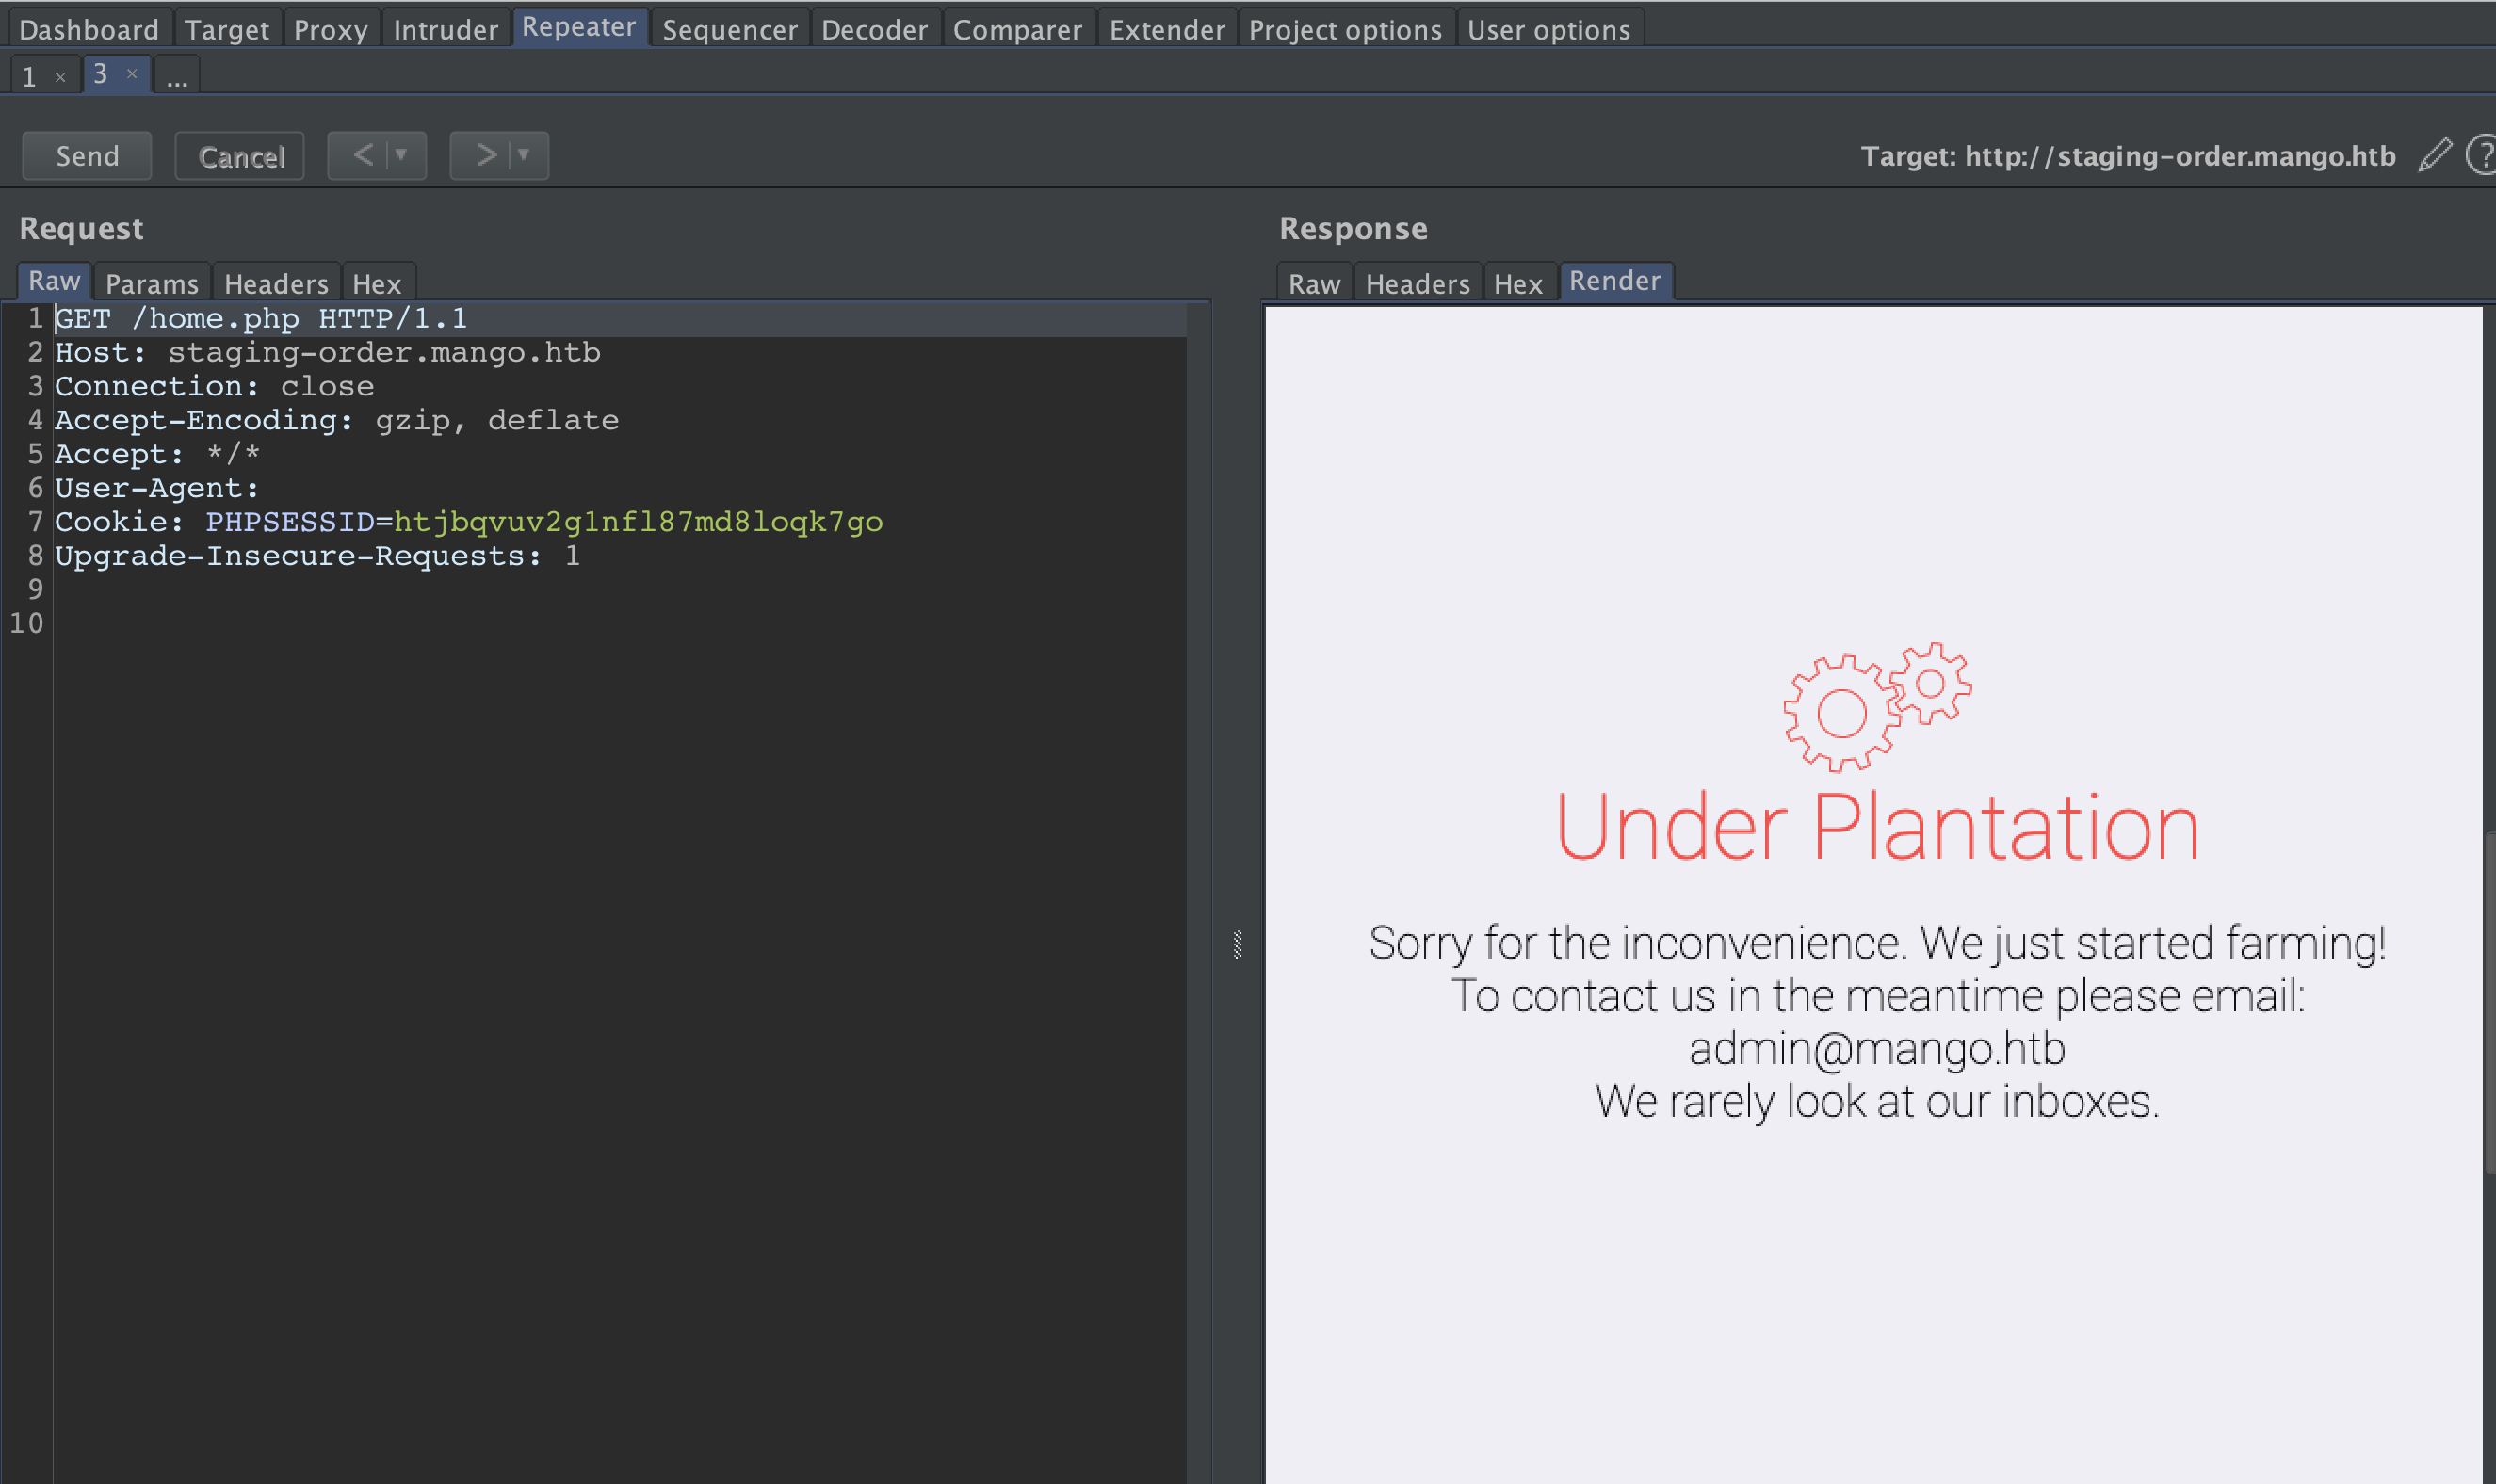 Dashboard Target Proxy Intruder Repeater Sequencer Decoder Comparer Extender Project options User options
1 × 3 × ...
Send Cancel < > Target: http://staging-order.mango.htb ?
Request
Raw Params Headers Hex
1 GET /home.php HTTP/1.1
2 Host: staging-order.mango.htb
3 Connection: close
4 Accept-Encoding: gzip, deflate
5 Accept: */*
6 User-Agent:
7 Cookie: PHPSESSID=htjbqvuv2g1nfl87md8loqk7go
8 Upgrade-Insecure-Requests: 1
9
10
Response
Raw Headers Hex Render
Under Plantation
Sorry for the inconvenience. We just started farming!
To contact us in the meantime please email:
admin@mango.htb
We rarely look at our inboxes.